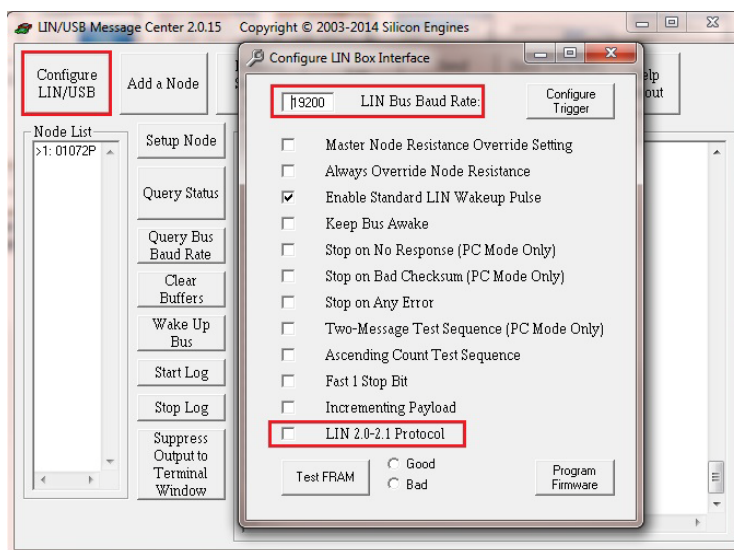 LIN/USB Message Center 2.0.15 Copyright © 2003-2014 Silicon Engines
Configure
LIN/USB
Add a Node
Node List
>1: 01072P
Setup Node
Query Status
Query Bus
Baud Rate
Clear
Buffers
Wake Up
Bus
Start Log
Stop Log
Suppress
Output to
Terminal
Window
Configure LIN Box Interface
19200 LIN Bus Baud Rate:
Configure
Trigger
Master Node Resistance Override Setting
Always Override Node Resistance
Enable Standard LIN Wakeup Pulse
Keep Bus Awake
Stop on No Response (PC Mode Only)
Stop on Bad Checksum (PC Mode Only)
Stop on Any Error
Two-Message Test Sequence (PC Mode Only)
Ascending Count Test Sequence
Fast 1 Stop Bit
Incrementing Payload
LIN 2.0-2.1 Protocol
Test FRAM
Good
Bad
Program
Firmware